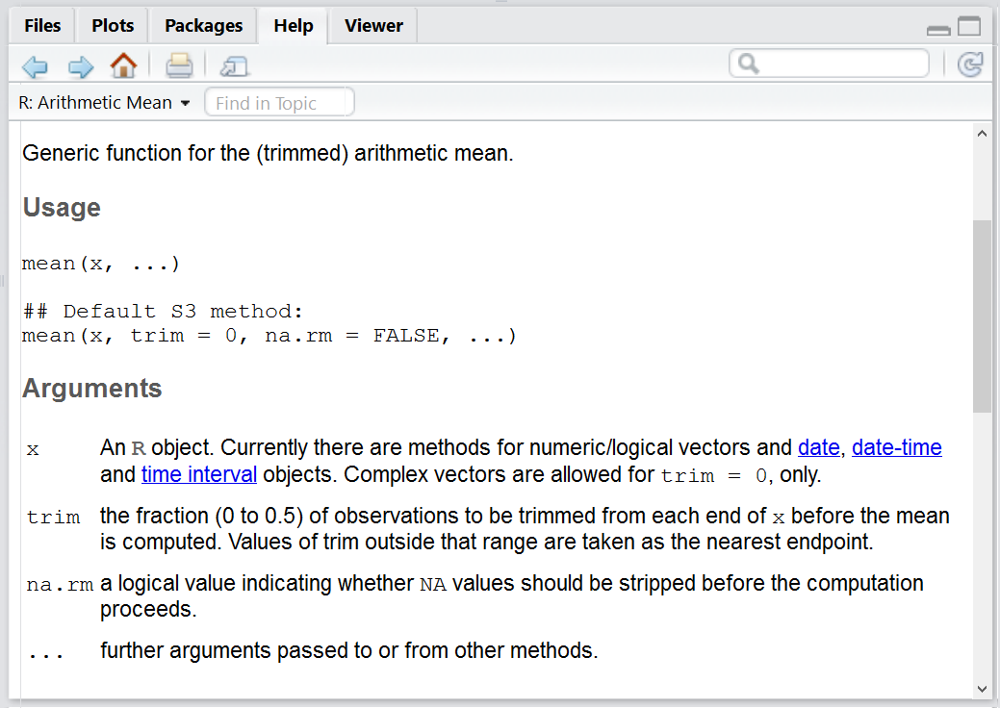 Files Plots Packages Help Viewer
R: Arithmetic Mean Find in Topic
Generic function for the (trimmed) arithmetic mean.
Usage
mean(x, ...)
## Default S3 method:
mean(x, trim = 0, na.rm = FALSE, ...)
Arguments
x An R object. Currently there are methods for numeric/logical vectors and date, date-time
and time interval objects. Complex vectors are allowed for trim = 0, only.
trim the fraction (0 to 0.5) of observations to be trimmed from each end of x before the mean
is computed. Values of trim outside that range are taken as the nearest endpoint.
na.rm a logical value indicating whether NA values should be stripped before the computation
proceeds.
... further arguments passed to or from other methods.